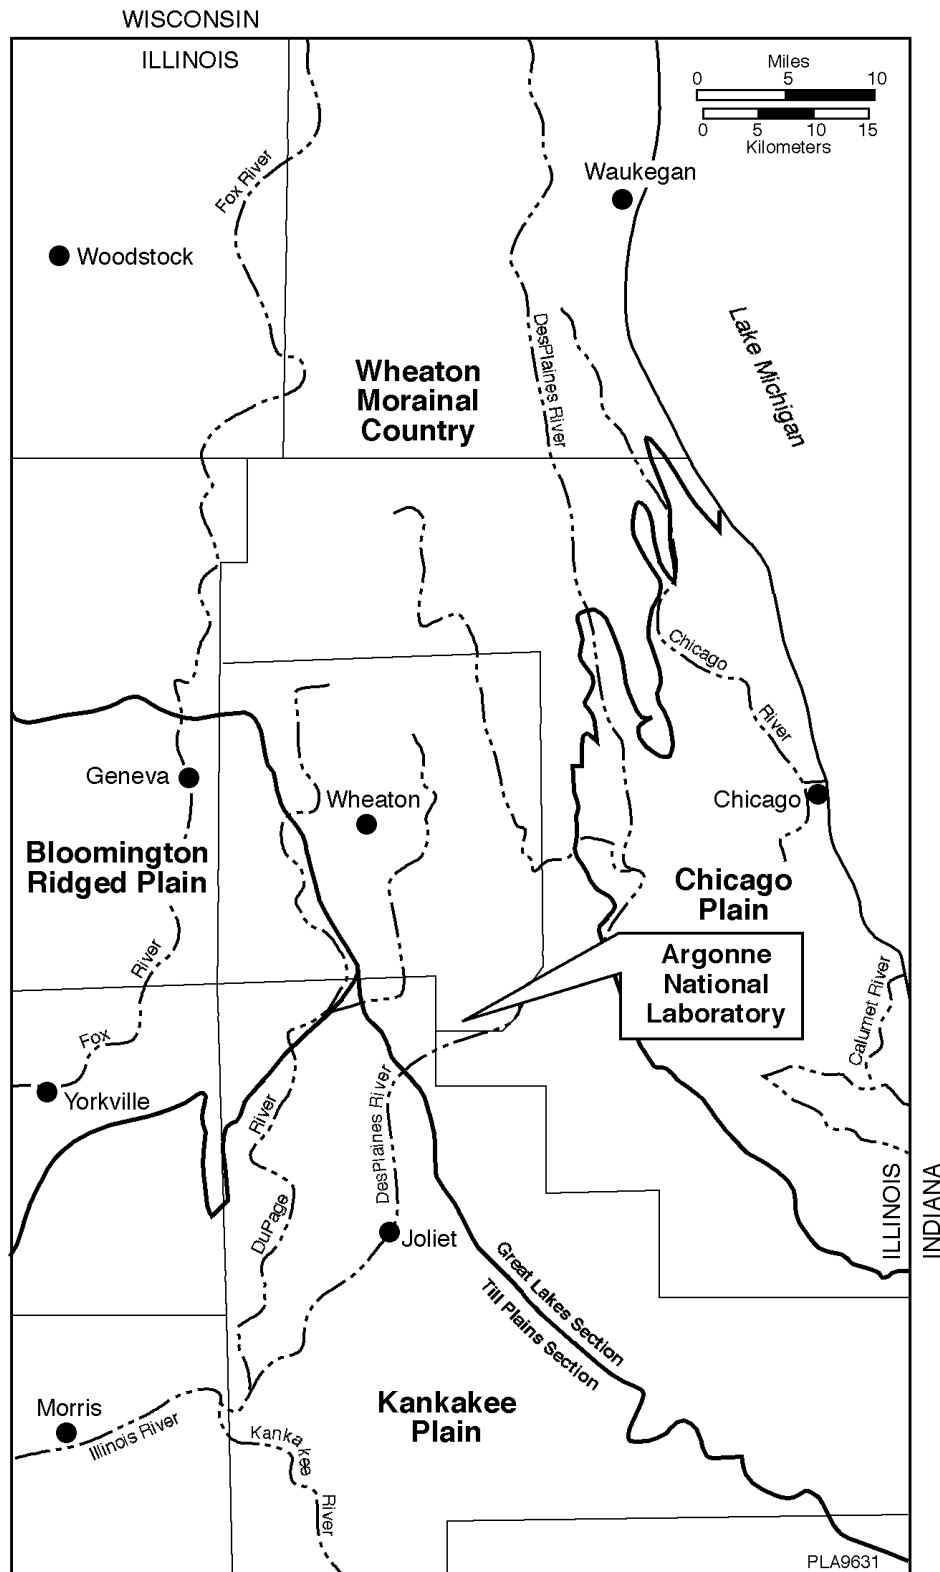 WISCONSIN
ILLINOIS
Miles
0 5 10
0 5 10 15
Kilometers
Fox River
Waukegan
Woodstock
DesPlaines River
Lake Michigan
Wheaton
Morainal
Country
Chicago
River
Geneva
Wheaton
Chicago
Bloomington
Ridged Plain
Chicago
Plain
River
Fox
Argonne
National
Laboratory
Calumet River
Yorkville
River
DuPage
DesPlaines River
ILLINOIS
INDIANA
Joliet
Great Lakes Section
Till Plains Section
Kankakee
Plain
Morris
Illinois River
Kankakee
River
PLA9631